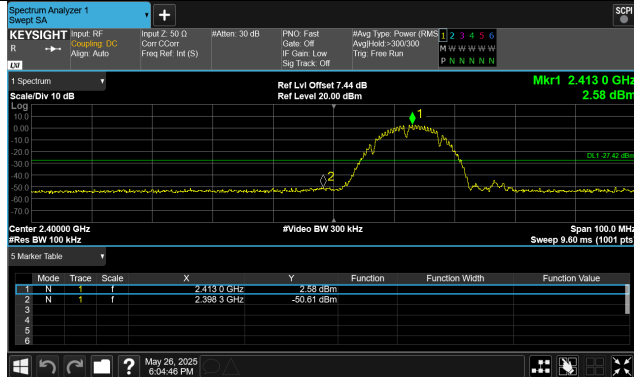 Spectrum Analyzer 1
Swept SA
SCPI
KEYSIGHT
R
LXI
Input: RF
Coupling: DC
Align: Auto
Input Z: 50 Ω
Corr CCorr
Freq Ref: Int (S)
#Atten: 30 dB
PNO: Fast
Gate: Off
IF Gain: Low
Sig Track: Off
#Avg Type: Power (RMS
Avg|Hold:>300/300
Trig: Free Run
1 2 3 4 5 6
M W W W W W
P N N N N N
1 Spectrum
Scale/Div 10 dB
Ref Lvl Offset 7.44 dB
Ref Level 20.00 dBm
Mkr1 2.413 0 GHz
2.58 dBm
Log
10.0
0.00
-10.0
-20.0
-30.0
-40.0
-50.0
-60.0
-70.0
1
2
DL1 -27.42 dBm
Center 2.40000 GHz
#Res BW 100 kHz
#Video BW 300 kHz
Span 100.0 MHz
Sweep 9.60 ms (1001 pts
5 Marker Table
Mode Trace Scale X Y Function Function Width Function Value
1 N 1 f 2.413 0 GHz 2.58 dBm
2 N 1 f 2.398 3 GHz -50.61 dBm
3
4
5
6
?
May 26, 2025
6:04:46 PM